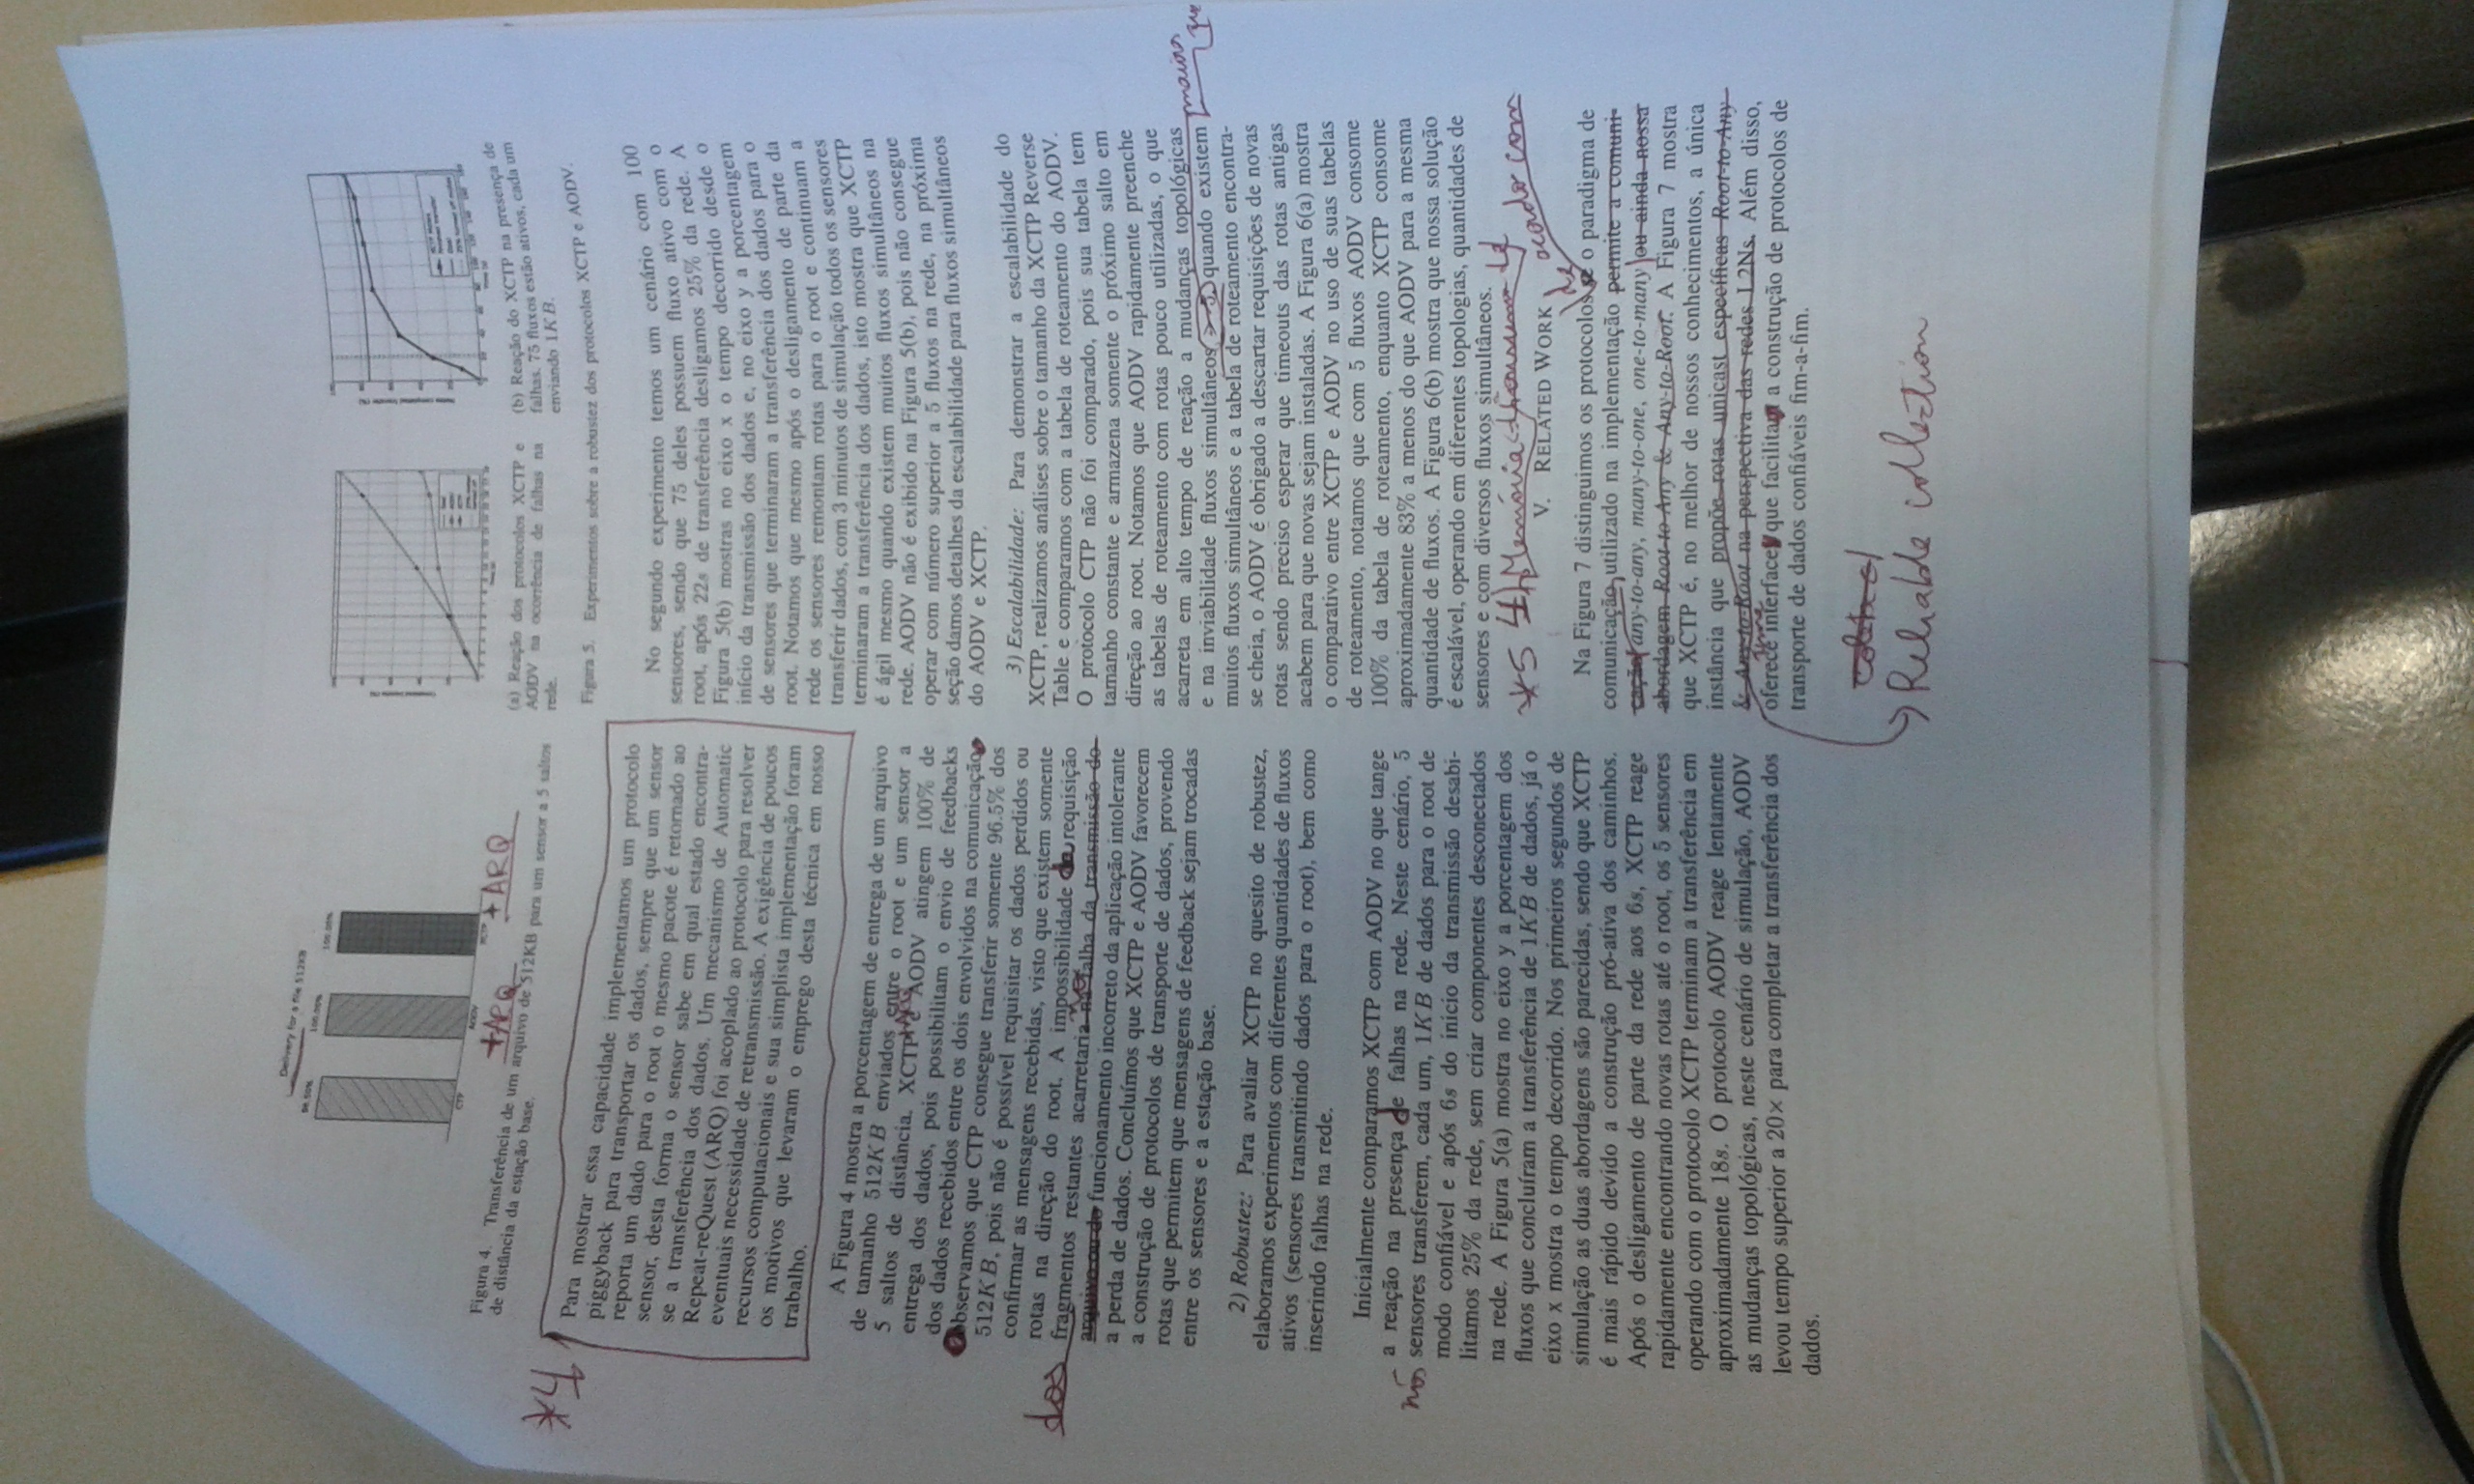 Delivery for a file 512KB
96.50%
100.00%
100.00%
CTP
AODV
XCTP
+ARQ
+ARQ
Figura 4. Transferência de um arquivo de 512KB para um sensor a 5 saltos
de distância da estação base.
*4
Para mostrar essa capacidade implementamos um protocolo
piggyback para transportar os dados, sempre que um sensor
reporta um dado para o root o mesmo pacote é retornado ao
sensor, desta forma o sensor sabe em qual estado encontra-
se a transferência dos dados. Um mecanismo de Automatic
Repeat-reQuest (ARQ) foi acoplado ao protocolo para resolver
eventuais necessidade de retransmissão. A exigência de poucos
recursos computacionais e sua simplista implementação foram
os motivos que levaram o emprego desta técnica em nosso
trabalho.
A Figura 4 mostra a porcentagem de entrega de um arquivo
de tamanho 512KB enviados entre o root e um sensor a
5 saltos de distância. XCTP +ARQ e AODV atingem 100% de
entrega dos dados, pois possibilitam o envio de feedbacks
dos dados recebidos entre os dois envolvidos na comunicação.
Observamos que CTP consegue transferir somente 96.5% dos
512KB, pois não é possível requisitar os dados perdidos ou
confirmar as mensagens recebidas, visto que existem somente
rotas na direção do root. A impossibilidade da requisição
dos
fragmentos restantes acarretaria na no falha da transmissão do
arquivo ou do funcionamento incorreto da aplicação intolerante
a perda de dados. Concluímos que XCTP e AODV favorecem
a construção de protocolos de transporte de dados, provendo
rotas que permitem que mensagens de feedback sejam trocadas
entre os sensores e a estação base.
2) Robustez: Para avaliar XCTP no quesito de robustez,
elaboramos experimentos com diferentes quantidades de fluxos
ativos (sensores transmitindo dados para o root), bem como
inserindo falhas na rede.
Inicialmente comparamos XCTP com AODV no que tange
a reação na presença de falhas na rede. Neste cenário, 5
nós
sensores transferem, cada um, 1KB de dados para o root de
modo confiável e após 6s do início da transmissão desabi-
litamos 25% da rede, sem criar componentes desconectados
na rede. A Figura 5(a) mostra no eixo y a porcentagem dos
fluxos que concluíram a transferência de 1KB de dados, já o
eixo x mostra o tempo decorrido. Nos primeiros segundos de
simulação as duas abordagens são parecidas, sendo que XCTP
é mais rápido devido a construção pró-ativa dos caminhos.
Após o desligamento de parte da rede aos 6s, XCTP reage
rapidamente encontrando novas rotas até o root, os 5 sensores
operando com o protocolo XCTP terminam a transferência em
aproximadamente 18s. O protocolo AODV reage lentamente
as mudanças topológicas, neste cenário de simulação, AODV
levou tempo superior a 20× para completar a transferência dos
dados.
(a) Reação dos protocolos XCTP e
AODV na ocorrência de falhas na
rede.
(b) Reação do XCTP na presença de
falhas. 75 fluxos estão ativos, cada um
enviando 1KB.
Figura 5. Experimentos sobre a robustez dos protocolos XCTP e AODV.
No segundo experimento temos um cenário com 100
sensores, sendo que 75 deles possuem fluxo ativo com o
root, após 22s de transferência desligamos 25% da rede. A
Figura 5(b) mostras no eixo x o tempo decorrido desde o
início da transmissão dos dados e, no eixo y a porcentagem
de sensores que terminaram a transferência dos dados para o
root. Notamos que mesmo após o desligamento de parte da
rede os sensores remontam rotas para o root e continuam a
transferir dados, com 3 minutos de simulação todos os sensores
terminaram a transferência dos dados, isto mostra que XCTP
é ágil mesmo quando existem muitos fluxos simultâneos na
rede. AODV não é exibido na Figura 5(b), pois não consegue
operar com número superior a 5 fluxos na rede, na próxima
seção damos detalhes da escalabilidade para fluxos simultâneos
do AODV e XCTP.
3) Escalabilidade: Para demonstrar a escalabilidade do
XCTP, realizamos análises sobre o tamanho da XCTP Reverse
Table e comparamos com a tabela de roteamento do AODV.
O protocolo CTP não foi comparado, pois sua tabela tem
tamanho constante e armazena somente o próximo salto em
direção ao root. Notamos que AODV rapidamente preenche
as tabelas de roteamento com rotas pouco utilizadas, o que
acarreta em alto tempo de reação a mudanças topológicas
e na inviabilidade fluxos simultâneos > 5, quando existem
maior que
muitos fluxos simultâneos e a tabela de roteamento encontra-
se cheia, o AODV é obrigado a descartar requisições de novas
rotas sendo preciso esperar que timeouts das rotas antigas
acabem para que novas sejam instaladas. A Figura 6(a) mostra
o comparativo entre XCTP e AODV no uso de suas tabelas
de roteamento, notamos que com 5 fluxos AODV consome
100% da tabela de roteamento, enquanto XCTP consome
aproximadamente 83% a menos do que AODV para a mesma
quantidade de fluxos. A Figura 6(b) mostra que nossa solução
é escalável, operando em diferentes topologias, quantidades de
sensores e com diversos fluxos simultâneos.
*5 4) Memória
V. RELATED WORK
de acordo com
Na Figura 7 distinguimos os protocolos se o paradigma de
comunicação, utilizado na implementação permite a comuni-
cação any-to-any, many-to-one, one-to-many ou ainda nossa
abordagem Root-to-Any & Any-to-Root. A Figura 7 mostra
que XCTP é, no melhor de nossos conhecimentos, a única
instância que propõe rotas unicast específicas Root-to-Any
& Any-to-Root na perspectiva das redes L2Ns. Além disso,
oferece uma interface que facilita a construção de protocolos de
transporte de dados confiáveis fim-a-fim.
Reliable collection